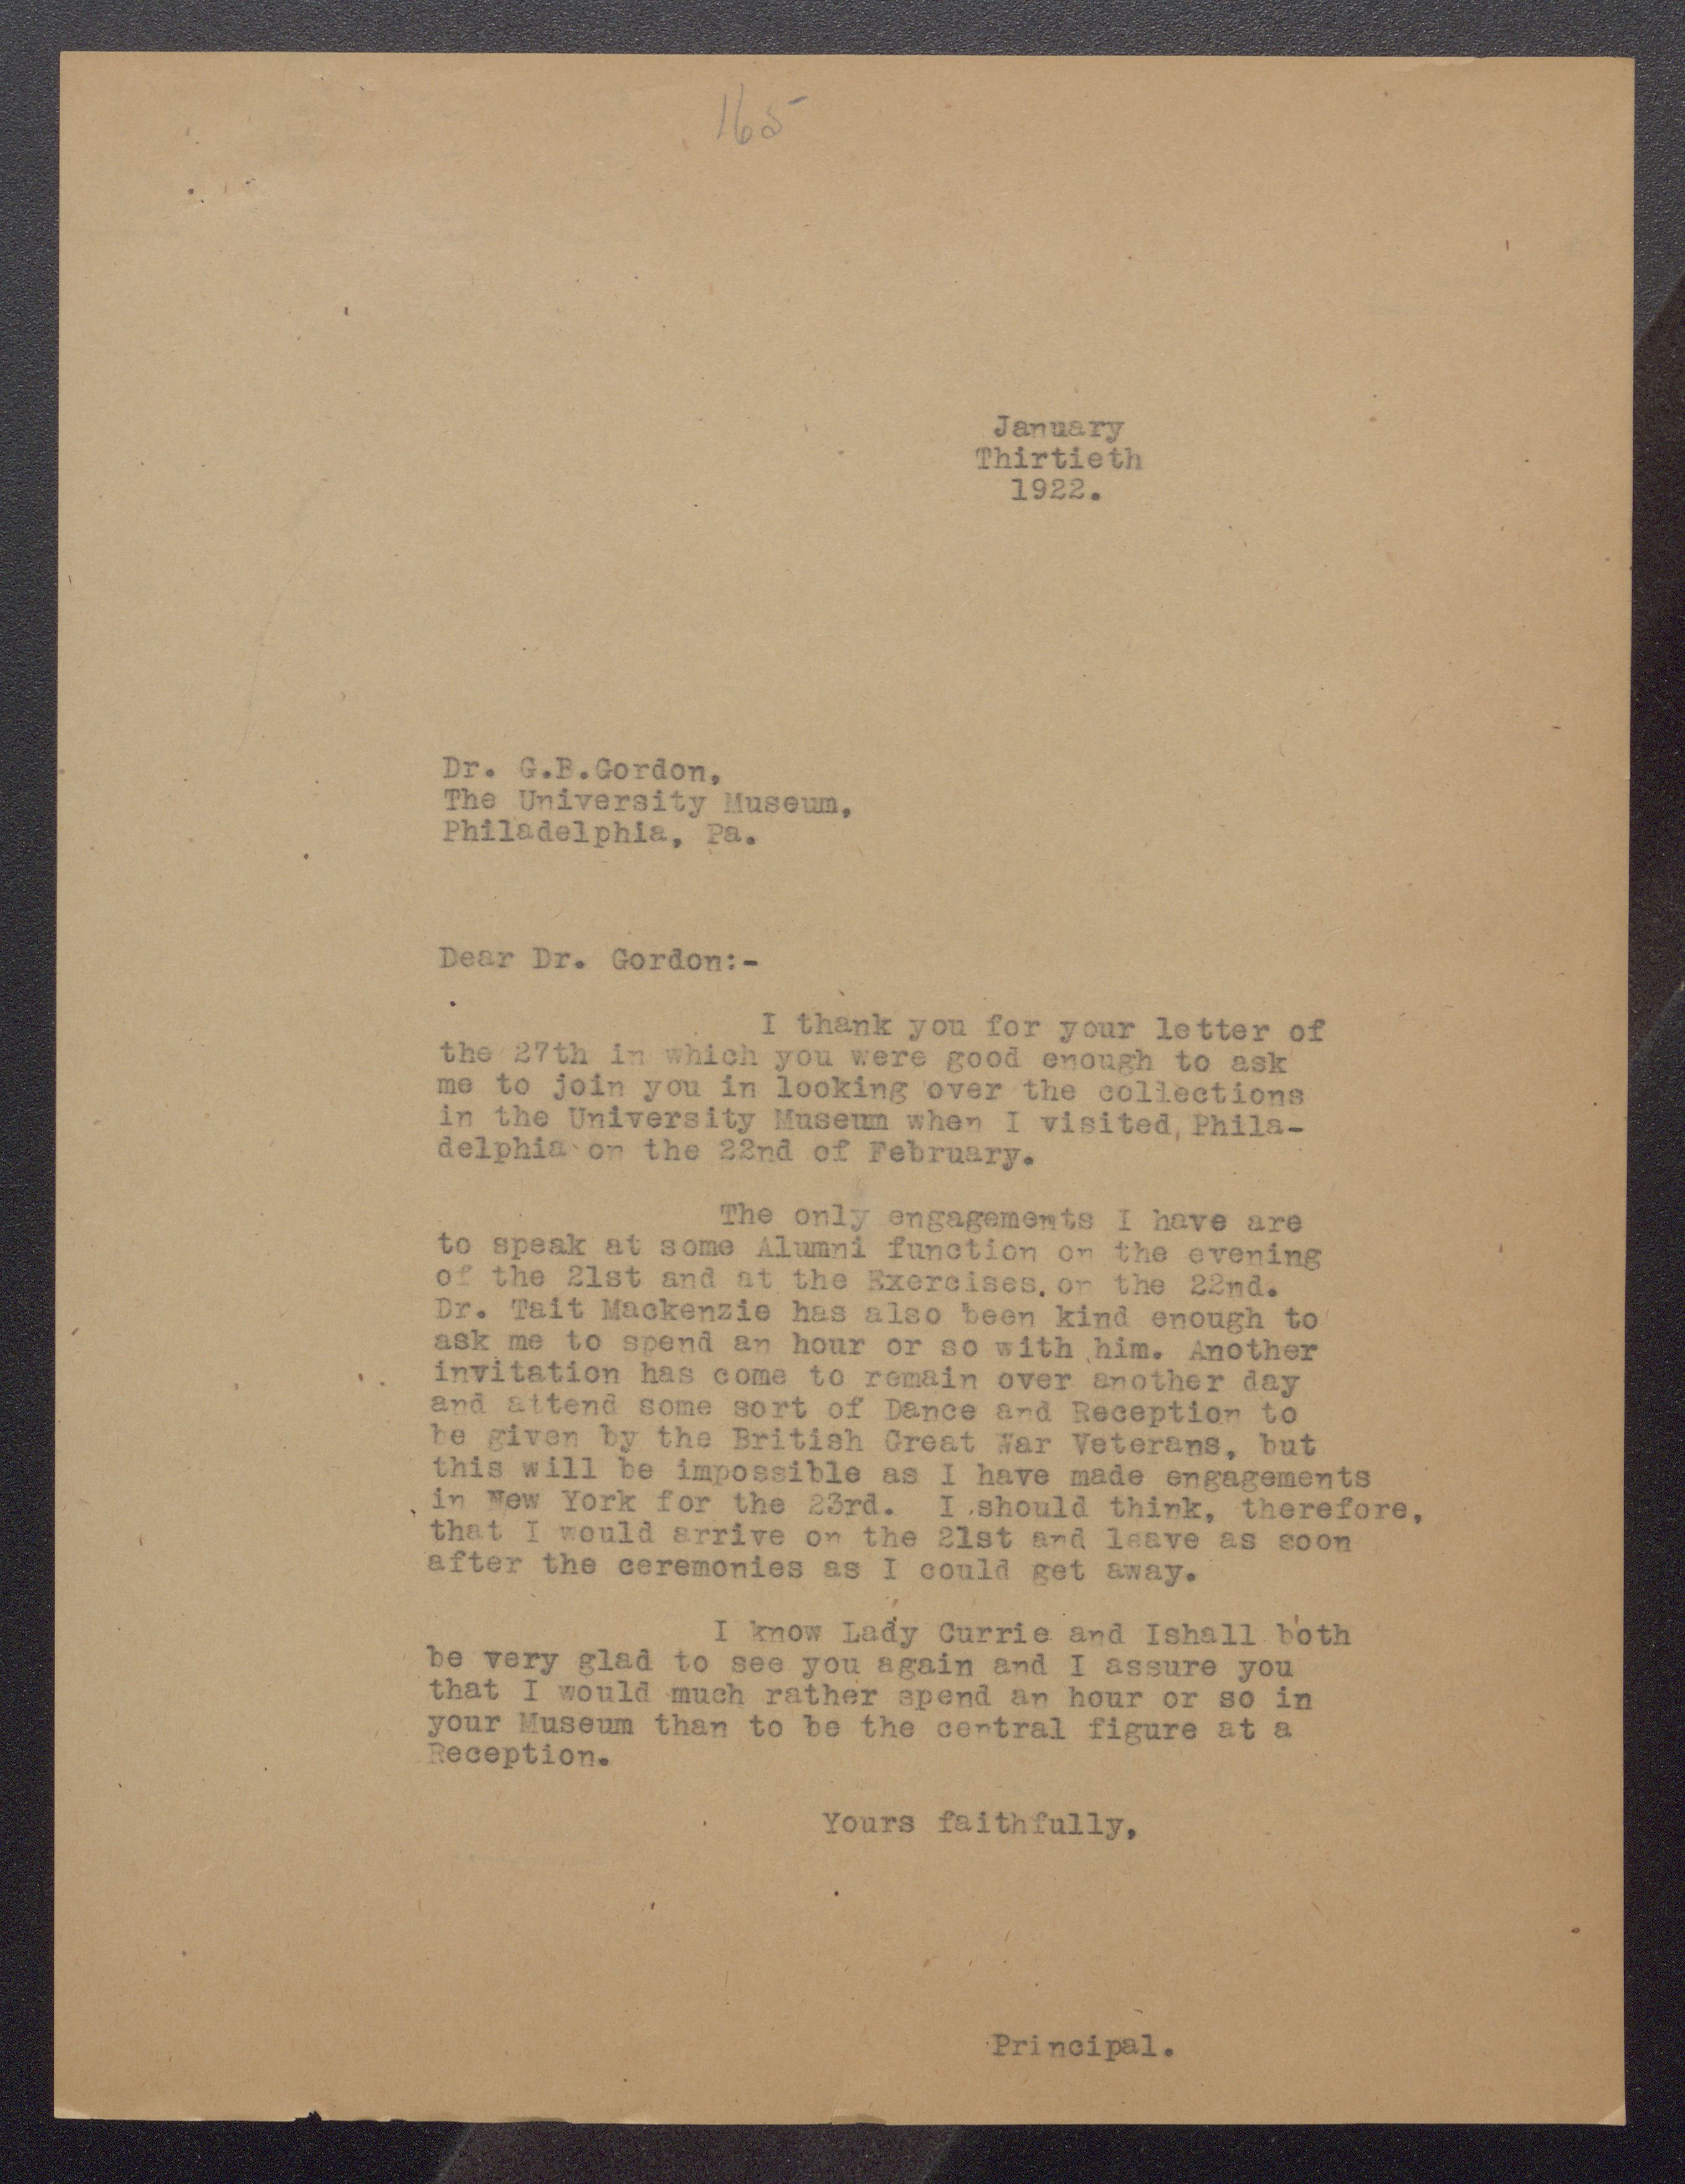 165
January
Thirtieth
1922.
Dr. G.B.Gordon,
The University Museum,
Philadelphia, Pa.
Dear Dr. Gordon:-
I thank you for your letter of
the 27th in which you were good enough to ask
me to join you in looking over the collections
in the University Museum when I visited Phila-
delphia on the 22nd of February.
The only engagements I have are
to speak at some Alumni function on the evening
of the 21st and at the Exercises on the 22nd.
Dr. Tait Mackenzie has also been kind enough to
ask me to spend an hour or so with him. Another
invitation has come to remain over another day
and attend some sort of Dance and Reception to
be given by the British Great War Veterans, but
this will be impossible as I have made engagements
in New York for the 23rd. I should think, therefore,
that I would arrive on the 21st and leave as soon
after the ceremonies as I could get away.
I know Lady Currie and Ishall both
be very glad to see you again and I assure you
that I would much rather spend an hour or so in
your Museum than to be the central figure at a
Reception.
Yours faithfully,
Principal.